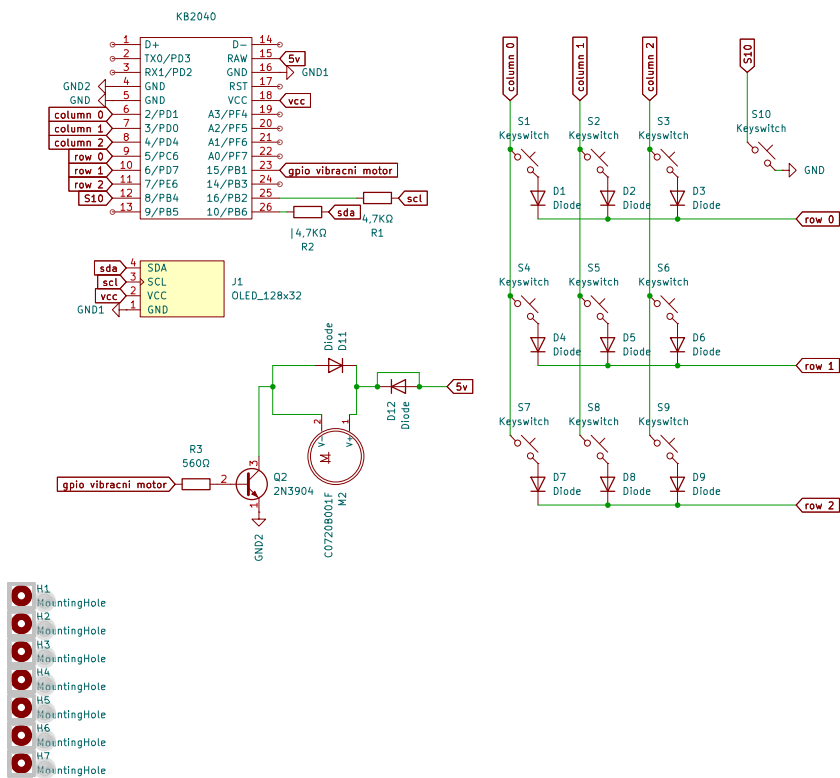 KB2040
1 D+ D- 14
2 TX0/PD3 RAW 15 5v
3 RX1/PD2 GND 16 GND1
GND2 4 GND RST 17
GND 5 GND VCC 18 vcc
column 0 6 2/PD1 A3/PF4 19
column 1 7 3/PD0 A2/PF5 20
column 2 8 4/PD4 A1/PF6 21
row 0 9 5/PC6 A0/PF7 22
row 1 10 6/PD7 15/PB1 23 gpio vibracni motor
row 2 11 7/PE6 14/PB3 24
S10 12 8/PB4 16/PB2 25 scl
13 9/PB5 10/PB6 26 sda
4,7KΩ
R1
4,7KΩ
R2
sda 4 SDA
scl 3 SCL
vcc 2 VCC
GND1 1 GND
J1
OLED_128x32
Diode
D11
D12
Diode
5v
2
V-
1
V+
M
C0720B001F
M2
R3
560Ω
gpio vibracni motor
2
3
1
Q2
2N3904
GND2
column 0
column 1
column 2
S10
S1
Keyswitch
S2
Keyswitch
S3
Keyswitch
S10
Keyswitch
GND
D1
Diode
D2
Diode
D3
Diode
row 0
S4
Keyswitch
S5
Keyswitch
S6
Keyswitch
D4
Diode
D5
Diode
D6
Diode
row 1
S7
Keyswitch
S8
Keyswitch
S9
Keyswitch
D7
Diode
D8
Diode
D9
Diode
row 2
H1
MountingHole
H2
MountingHole
H3
MountingHole
H4
MountingHole
H5
MountingHole
H6
MountingHole
H7
MountingHole